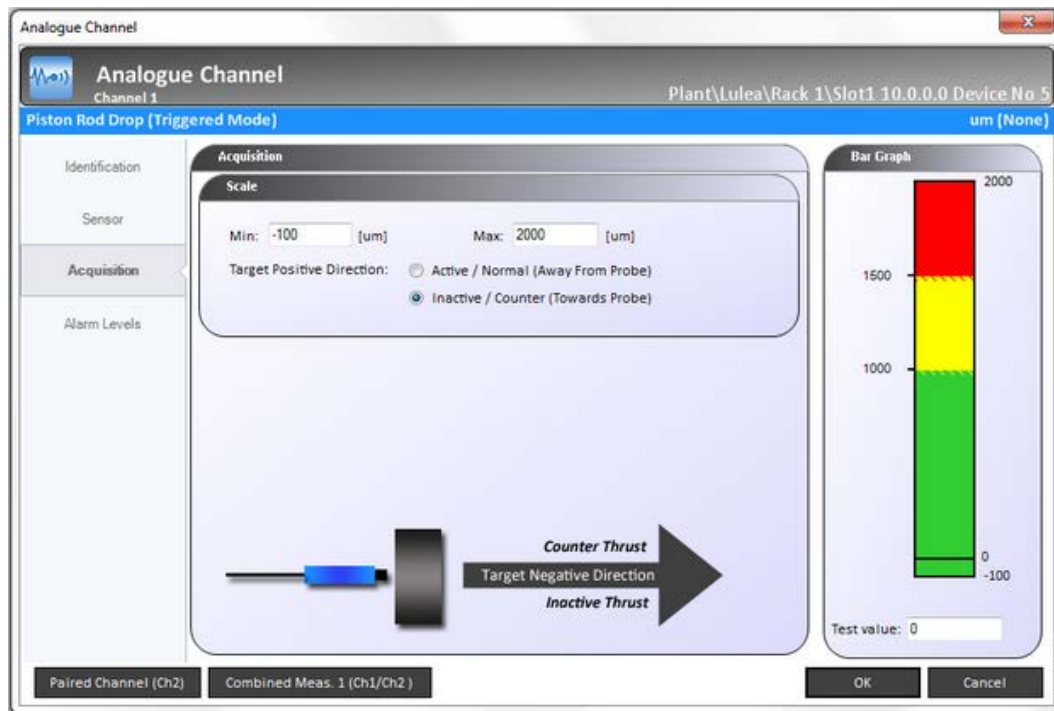 Analogue Channel
Analogue Channel
Channel 1
Plant\Lulea\Rack 1\Slot1 10.0.0.0 Device No 5
Piston Rod Drop (Triggered Mode)
um (None)
Identification
Sensor
Acquisition
Alarm Levels
Acquisition
Scale
Min: -100 [um] Max: 2000 [um]
Target Positive Direction: Active / Normal (Away From Probe)
Inactive / Counter (Towards Probe)
Counter Thrust
Target Negative Direction
Inactive Thrust
Bar Graph
2000
1500
1000
0
-100
Test value: 0
Paired Channel (Ch2) Combined Meas. 1 (Ch1/Ch2 ) OK Cancel